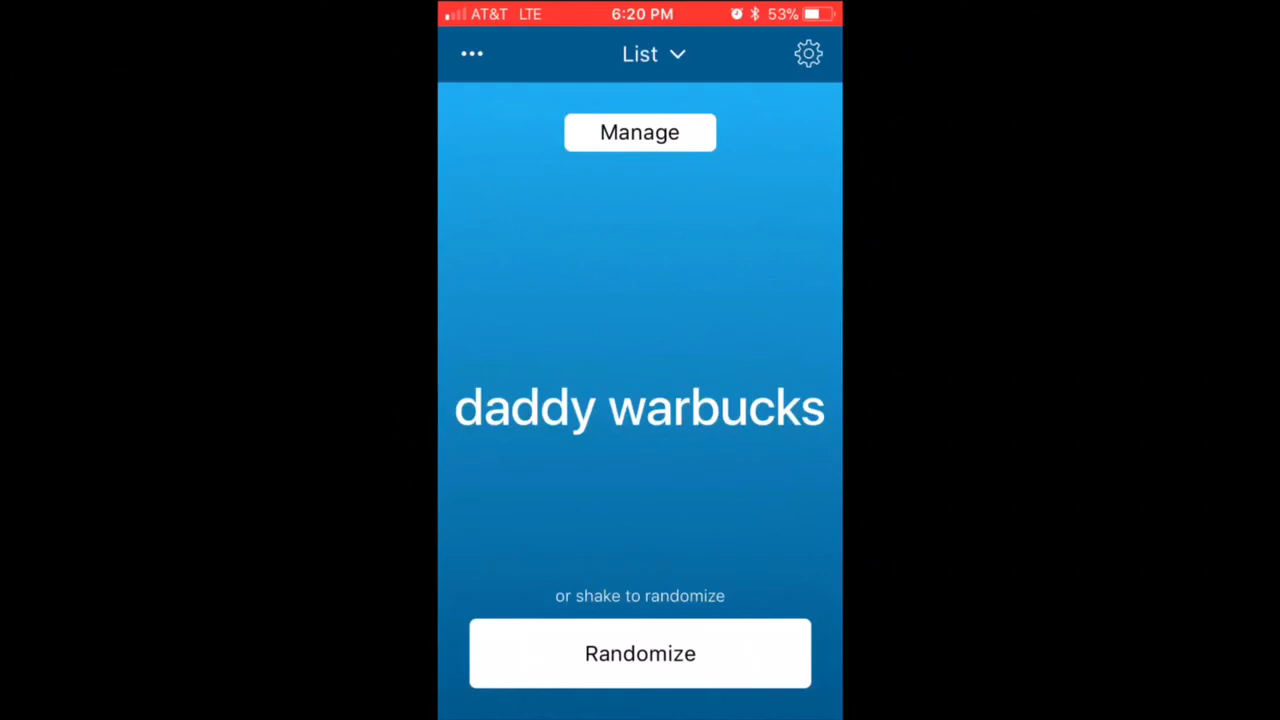 AT&T LTE 6:20 PM 53%
••• List
Manage
daddy warbucks
or shake to randomize
Randomize